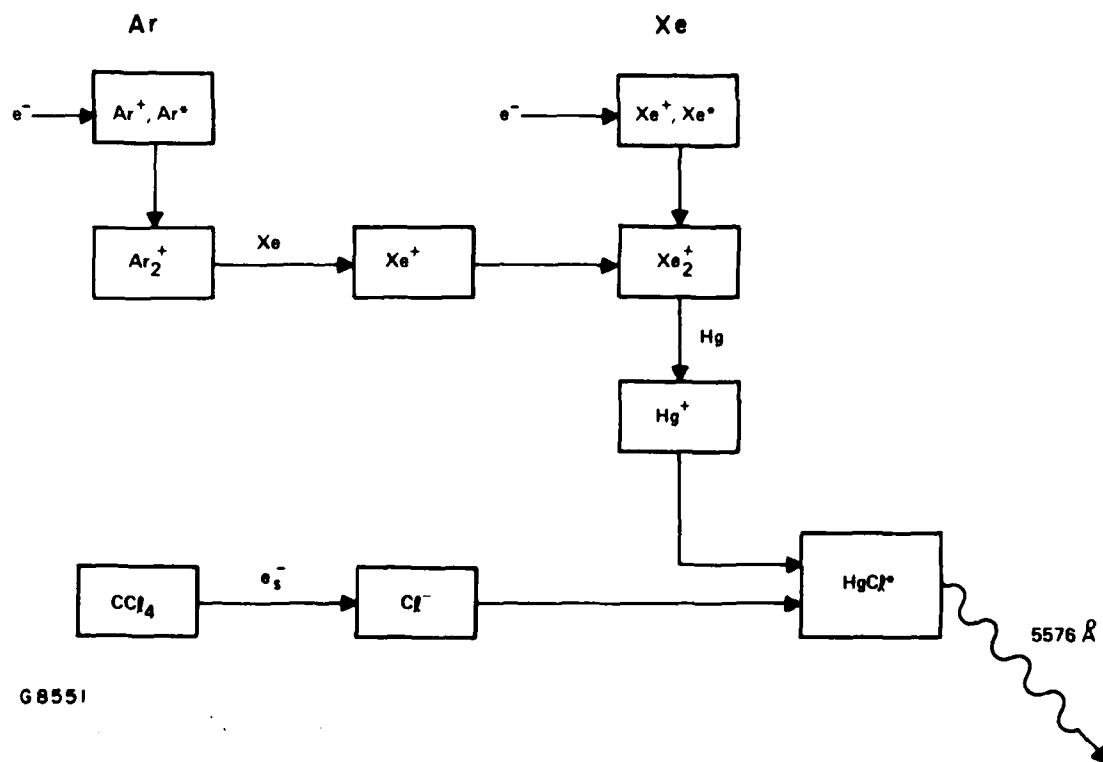 Ar
Xe
e⁻
Ar⁺, Ar*
e⁻
Xe⁺, Xe*
Ar₂⁺
Xe
Xe⁺
Xe₂⁺
Hg
Hg⁺
CCℓ₄
eₛ⁻
Cℓ⁻
HgCℓ*
5576 Å
G8551